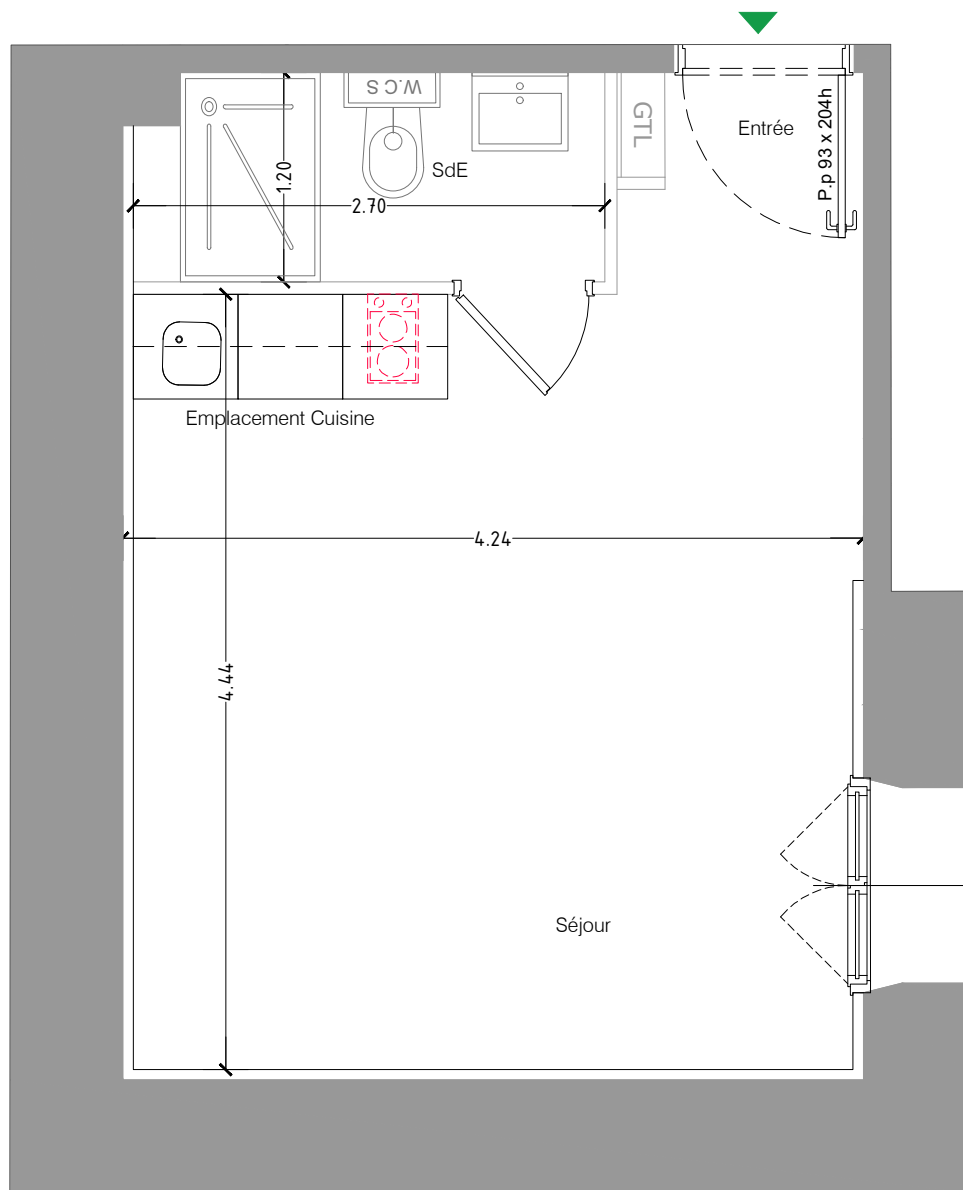 W.C S
GTL
Entrée
P.p 93 x 204h
SdE
1.20
2.70
Emplacement Cuisine
4.24
4.44
Séjour